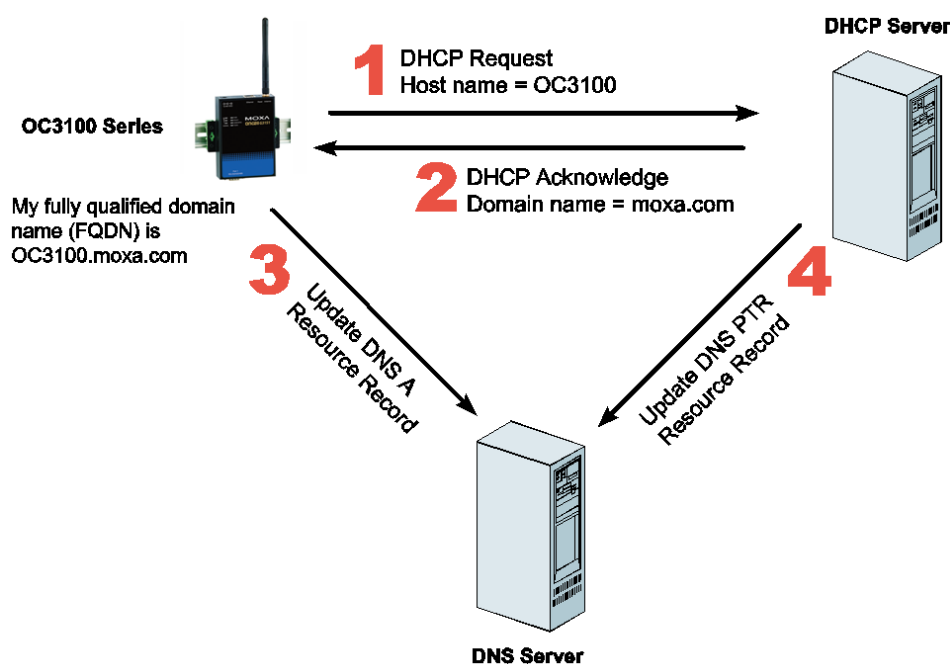 DHCP Server
1 DHCP Request
Host name = OC3100
MOXA
OC3100 Series
2 DHCP Acknowledge
Domain name = moxa.com
My fully qualified domain
name (FQDN) is
OC3100.moxa.com
3
Update DNS A
Resource Record
4
Update DNS PTR
Resource Record
DNS Server